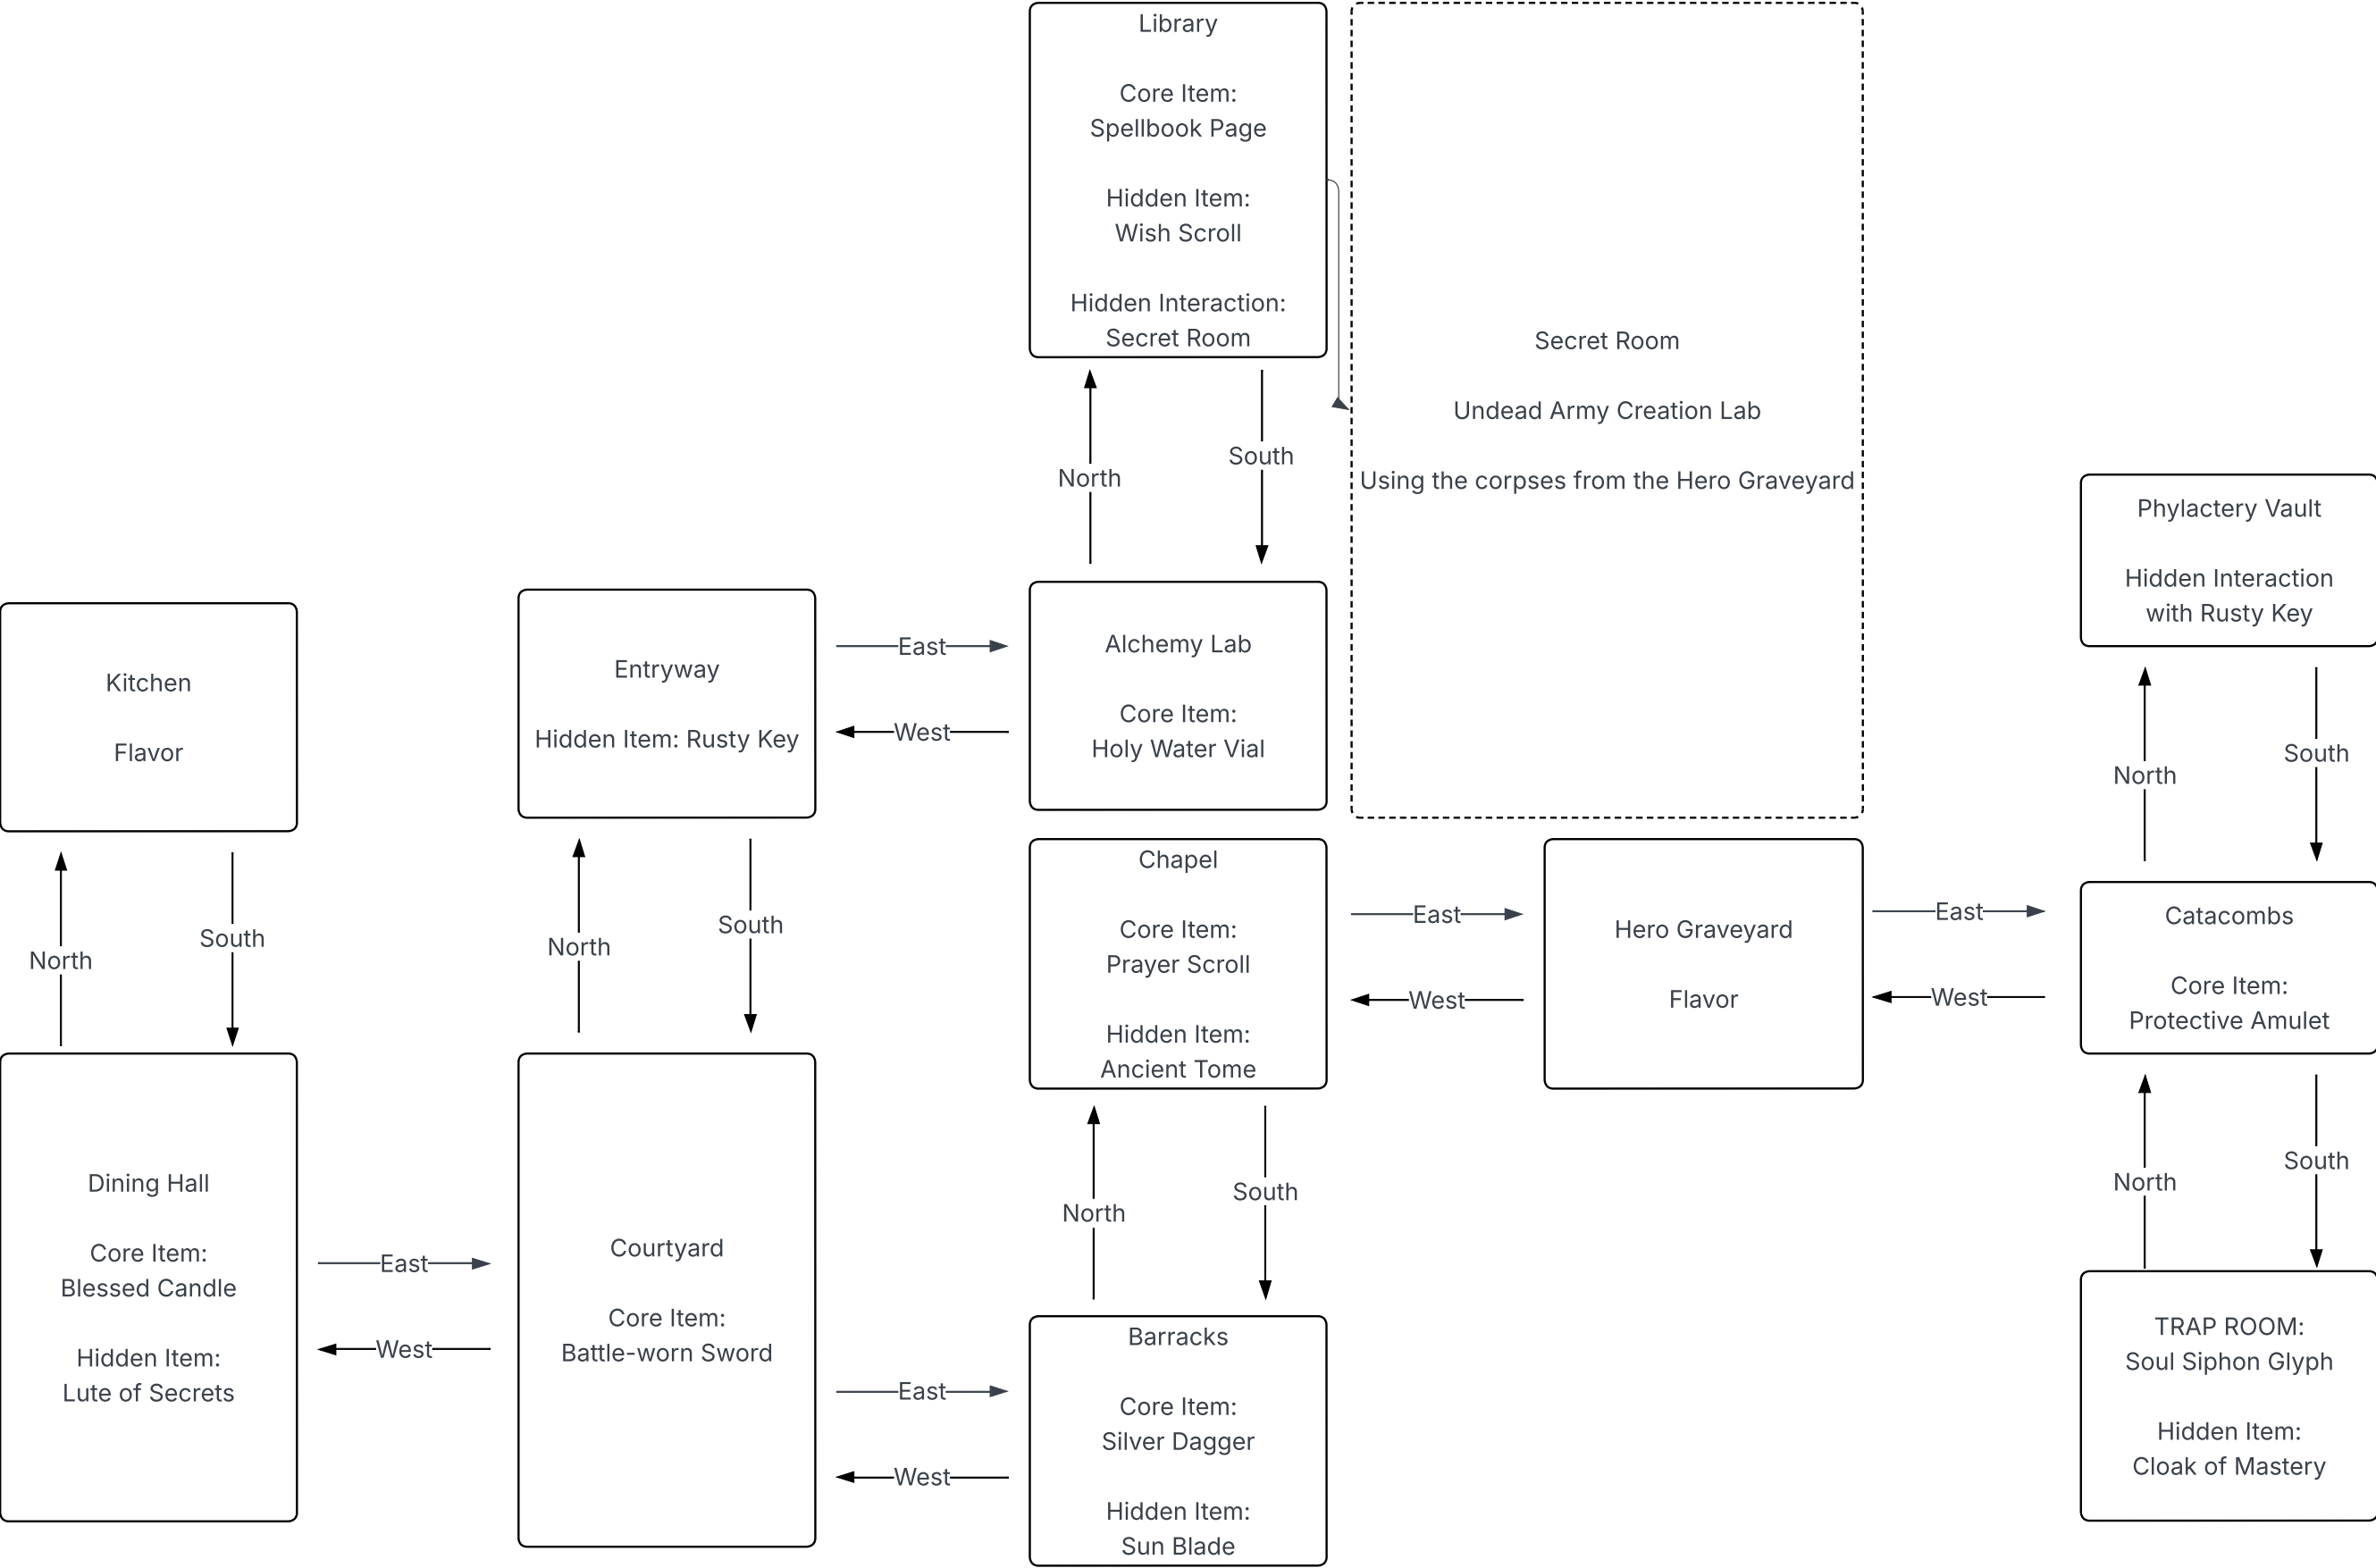 Library
Core Item:
Spellbook Page
Hidden Item:
Wish Scroll
Hidden Interaction:
Secret Room
Secret Room
Undead Army Creation Lab
Using the corpses from the Hero Graveyard
North
South
Phylactery Vault
Hidden Interaction
with Rusty Key
Kitchen
Flavor
Entryway
Hidden Item: Rusty Key
East
West
Alchemy Lab
Core Item:
Holy Water Vial
North
South
North
South
North
South
Chapel
Core Item:
Prayer Scroll
Hidden Item:
Ancient Tome
East
West
Hero Graveyard
Flavor
East
West
Catacombs
Core Item:
Protective Amulet
Dining Hall
Core Item:
Blessed Candle
Hidden Item:
Lute of Secrets
East
West
Courtyard
Core Item:
Battle-worn Sword
East
West
North
South
Barracks
Core Item:
Silver Dagger
Hidden Item:
Sun Blade
North
South
TRAP ROOM:
Soul Siphon Glyph
Hidden Item:
Cloak of Mastery